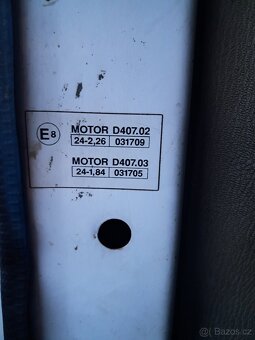 E8
MOTOR D407.02
24-2,26 031709
MOTOR D407.03
24-1,84 031705
Bazos.cz